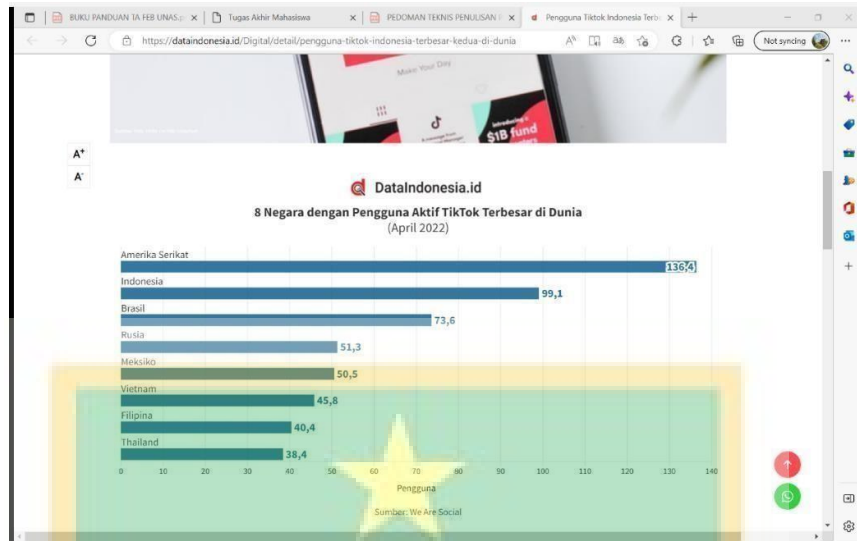 BUKU PANDUAN TA FEB UNAS.p
Tugas Akhir Mahasiswa
PEDOMAN TEKNIS PENULISAN
Pengguna Tiktok Indonesia Terb
https://dataindonesia.id/Digital/detail/pengguna-tiktok-indonesia-terbesar-kedua-di-dunia
Not syncing
Make Your Day
$1B fund
A+
A-
DataIndonesia.id
8 Negara dengan Pengguna Aktif TikTok Terbesar di Dunia
(April 2022)
Amerika Serikat
136,4
Indonesia
99,1
Brasil
73,6
Rusia
51,3
Meksiko
50,5
Vietnam
45,8
Filipina
40,4
Thailand
38,4
0 10 20 30 40 50 60 70 80 90 100 110 120 130 140
Pengguna
Sumber: We Are Social